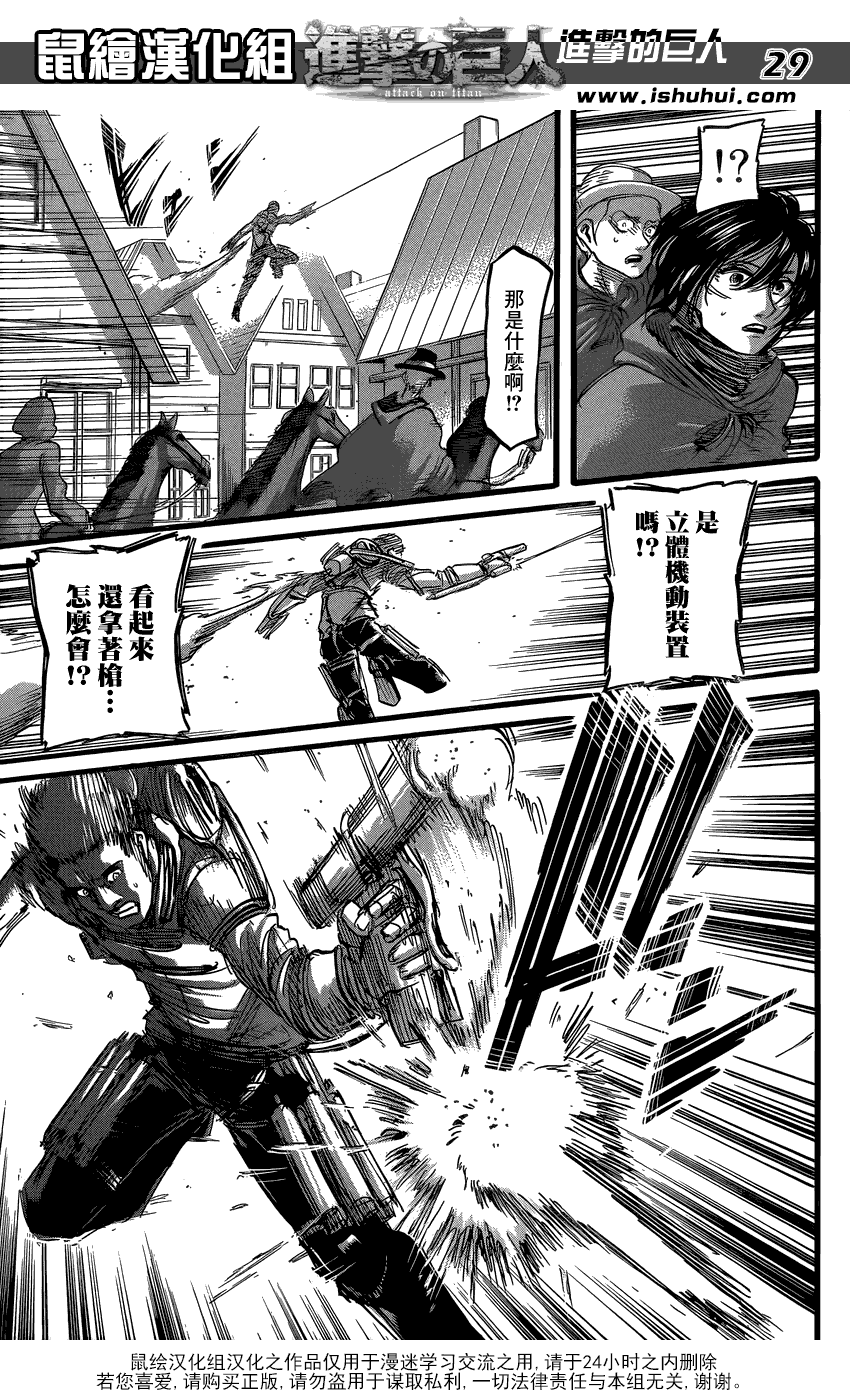 鼠繪漢化組
進撃の巨人
attack on titan
進擊的巨人
29
www.ishuhui.com
!?
那是什麼啊!?
是
立體機動裝置
嗎!?
看起來
還拿著槍…
怎麼會!?
鼠绘汉化组汉化之作品仅用于漫迷学习交流之用,请于24小时之内删除
若您喜爱,请购买正版,请勿盗用于谋取私利,一切法律责任与本组无关,谢谢。